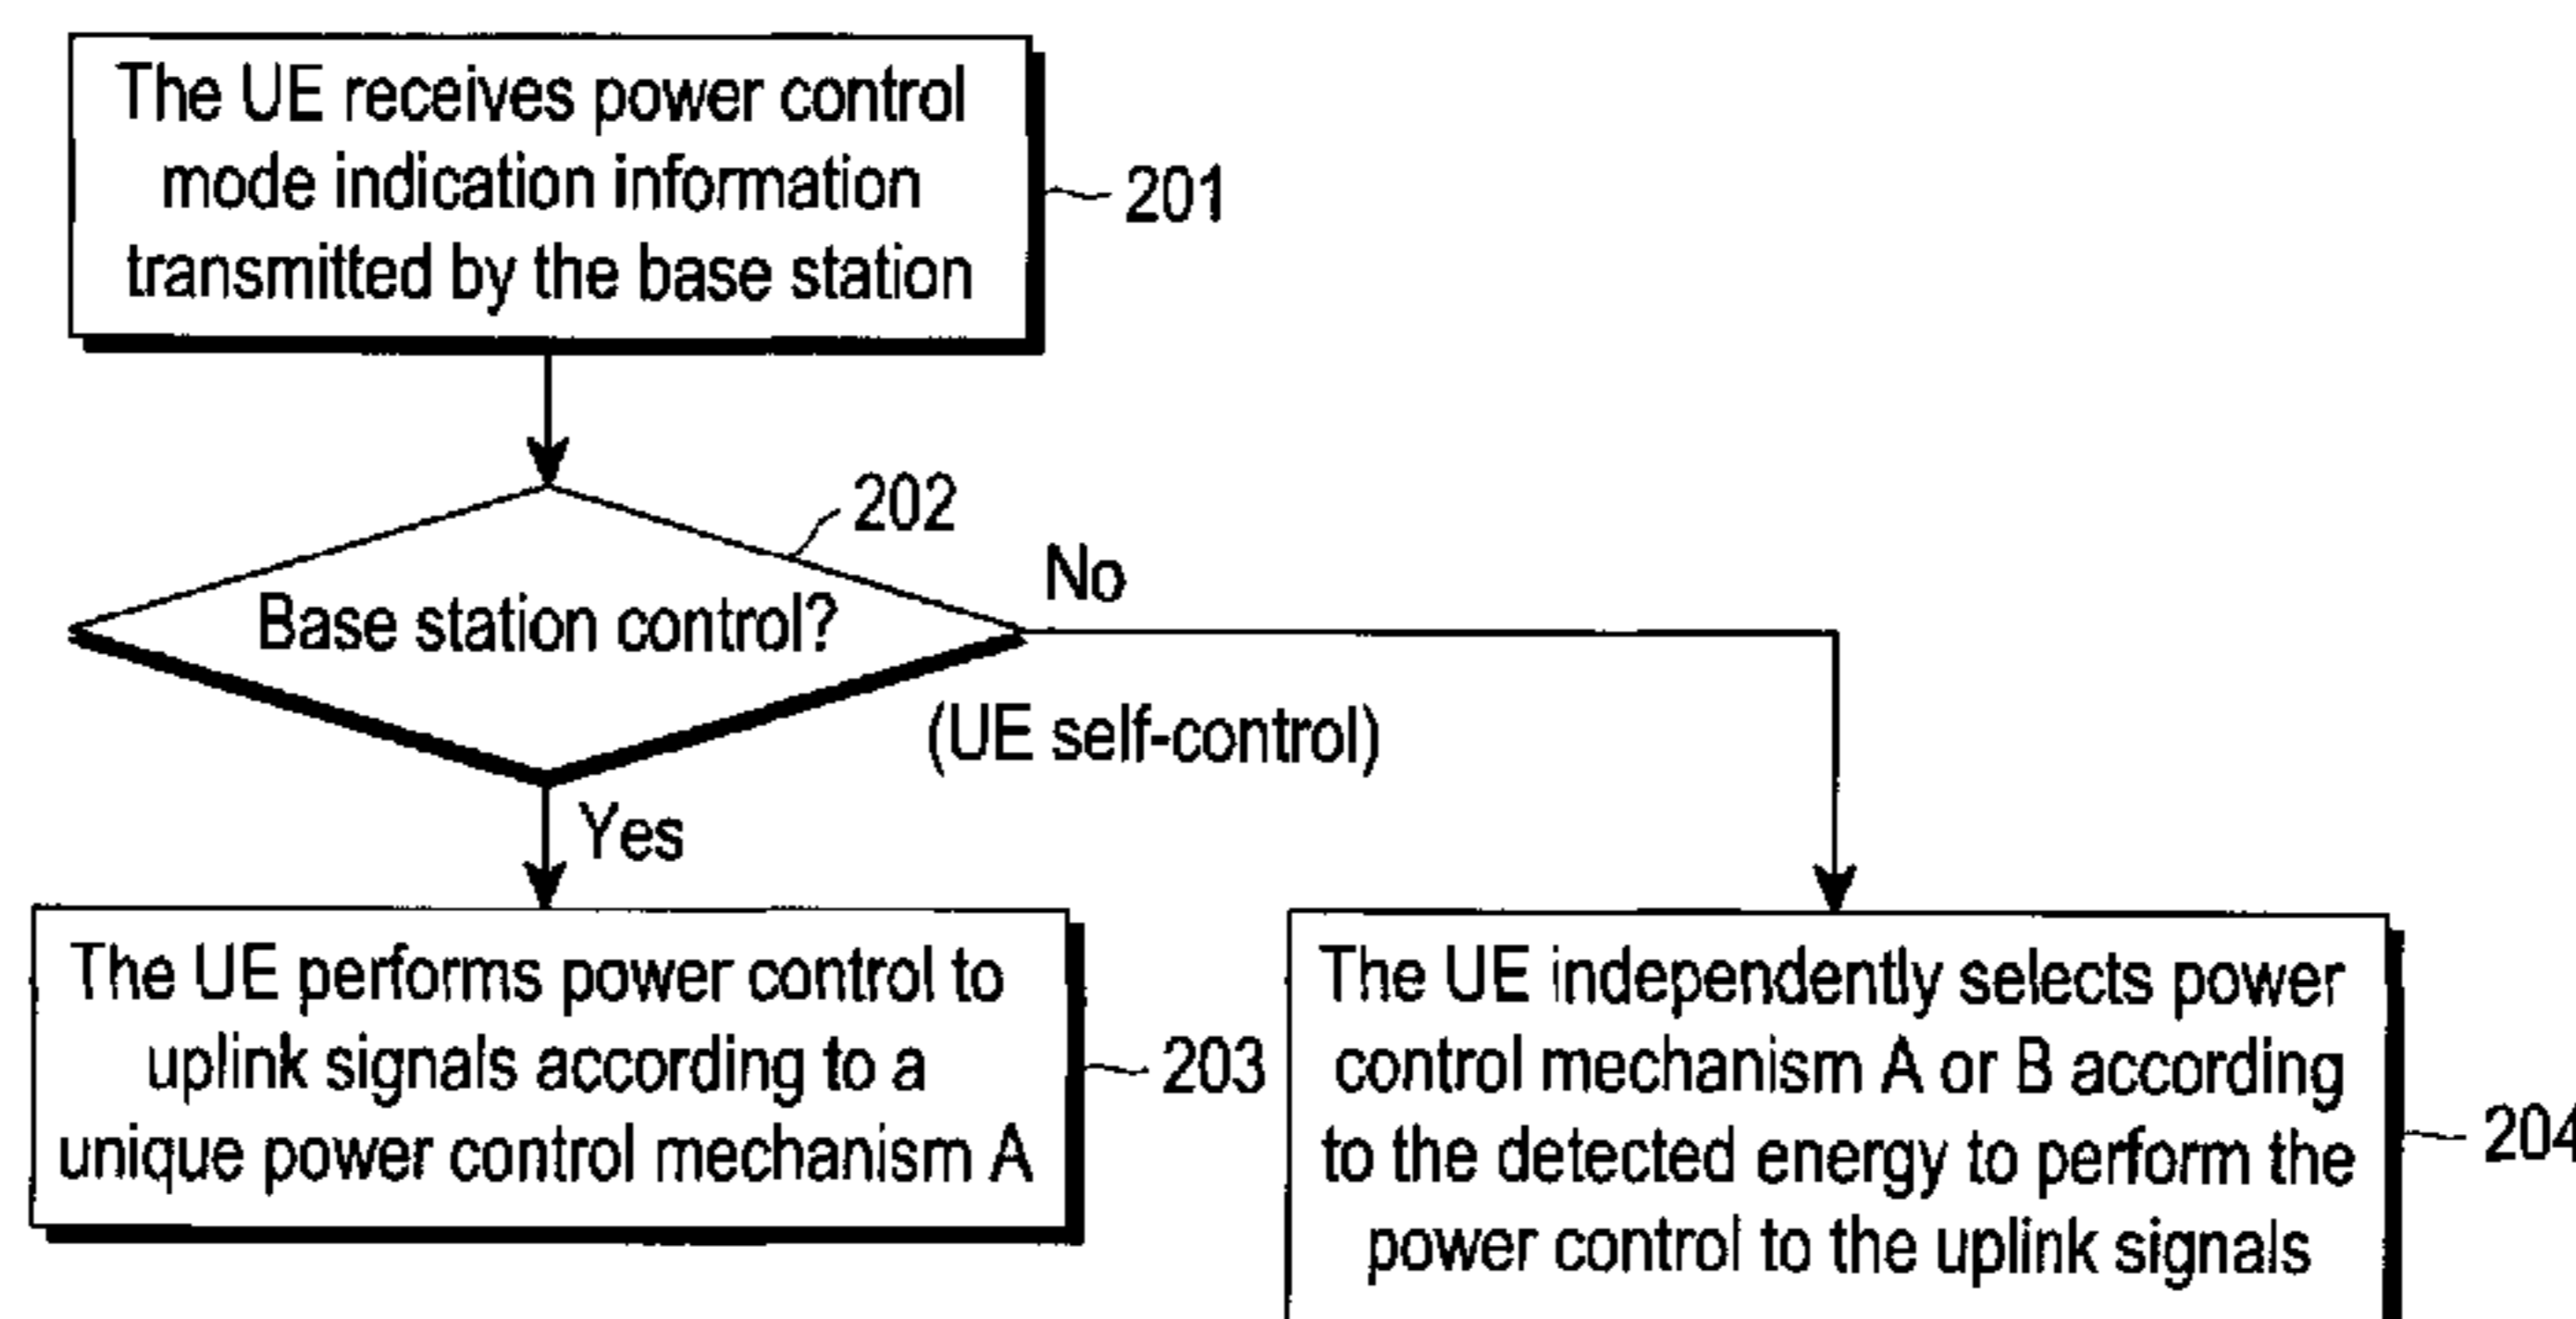 The UE receives power control
mode indication information
transmitted by the base station
201
202
Base station control?
No
(UE self-control)
Yes
The UE performs power control to
uplink signals according to a
unique power control mechanism A
203
The UE independently selects power
control mechanism A or B according
to the detected energy to perform the
power control to the uplink signals
204